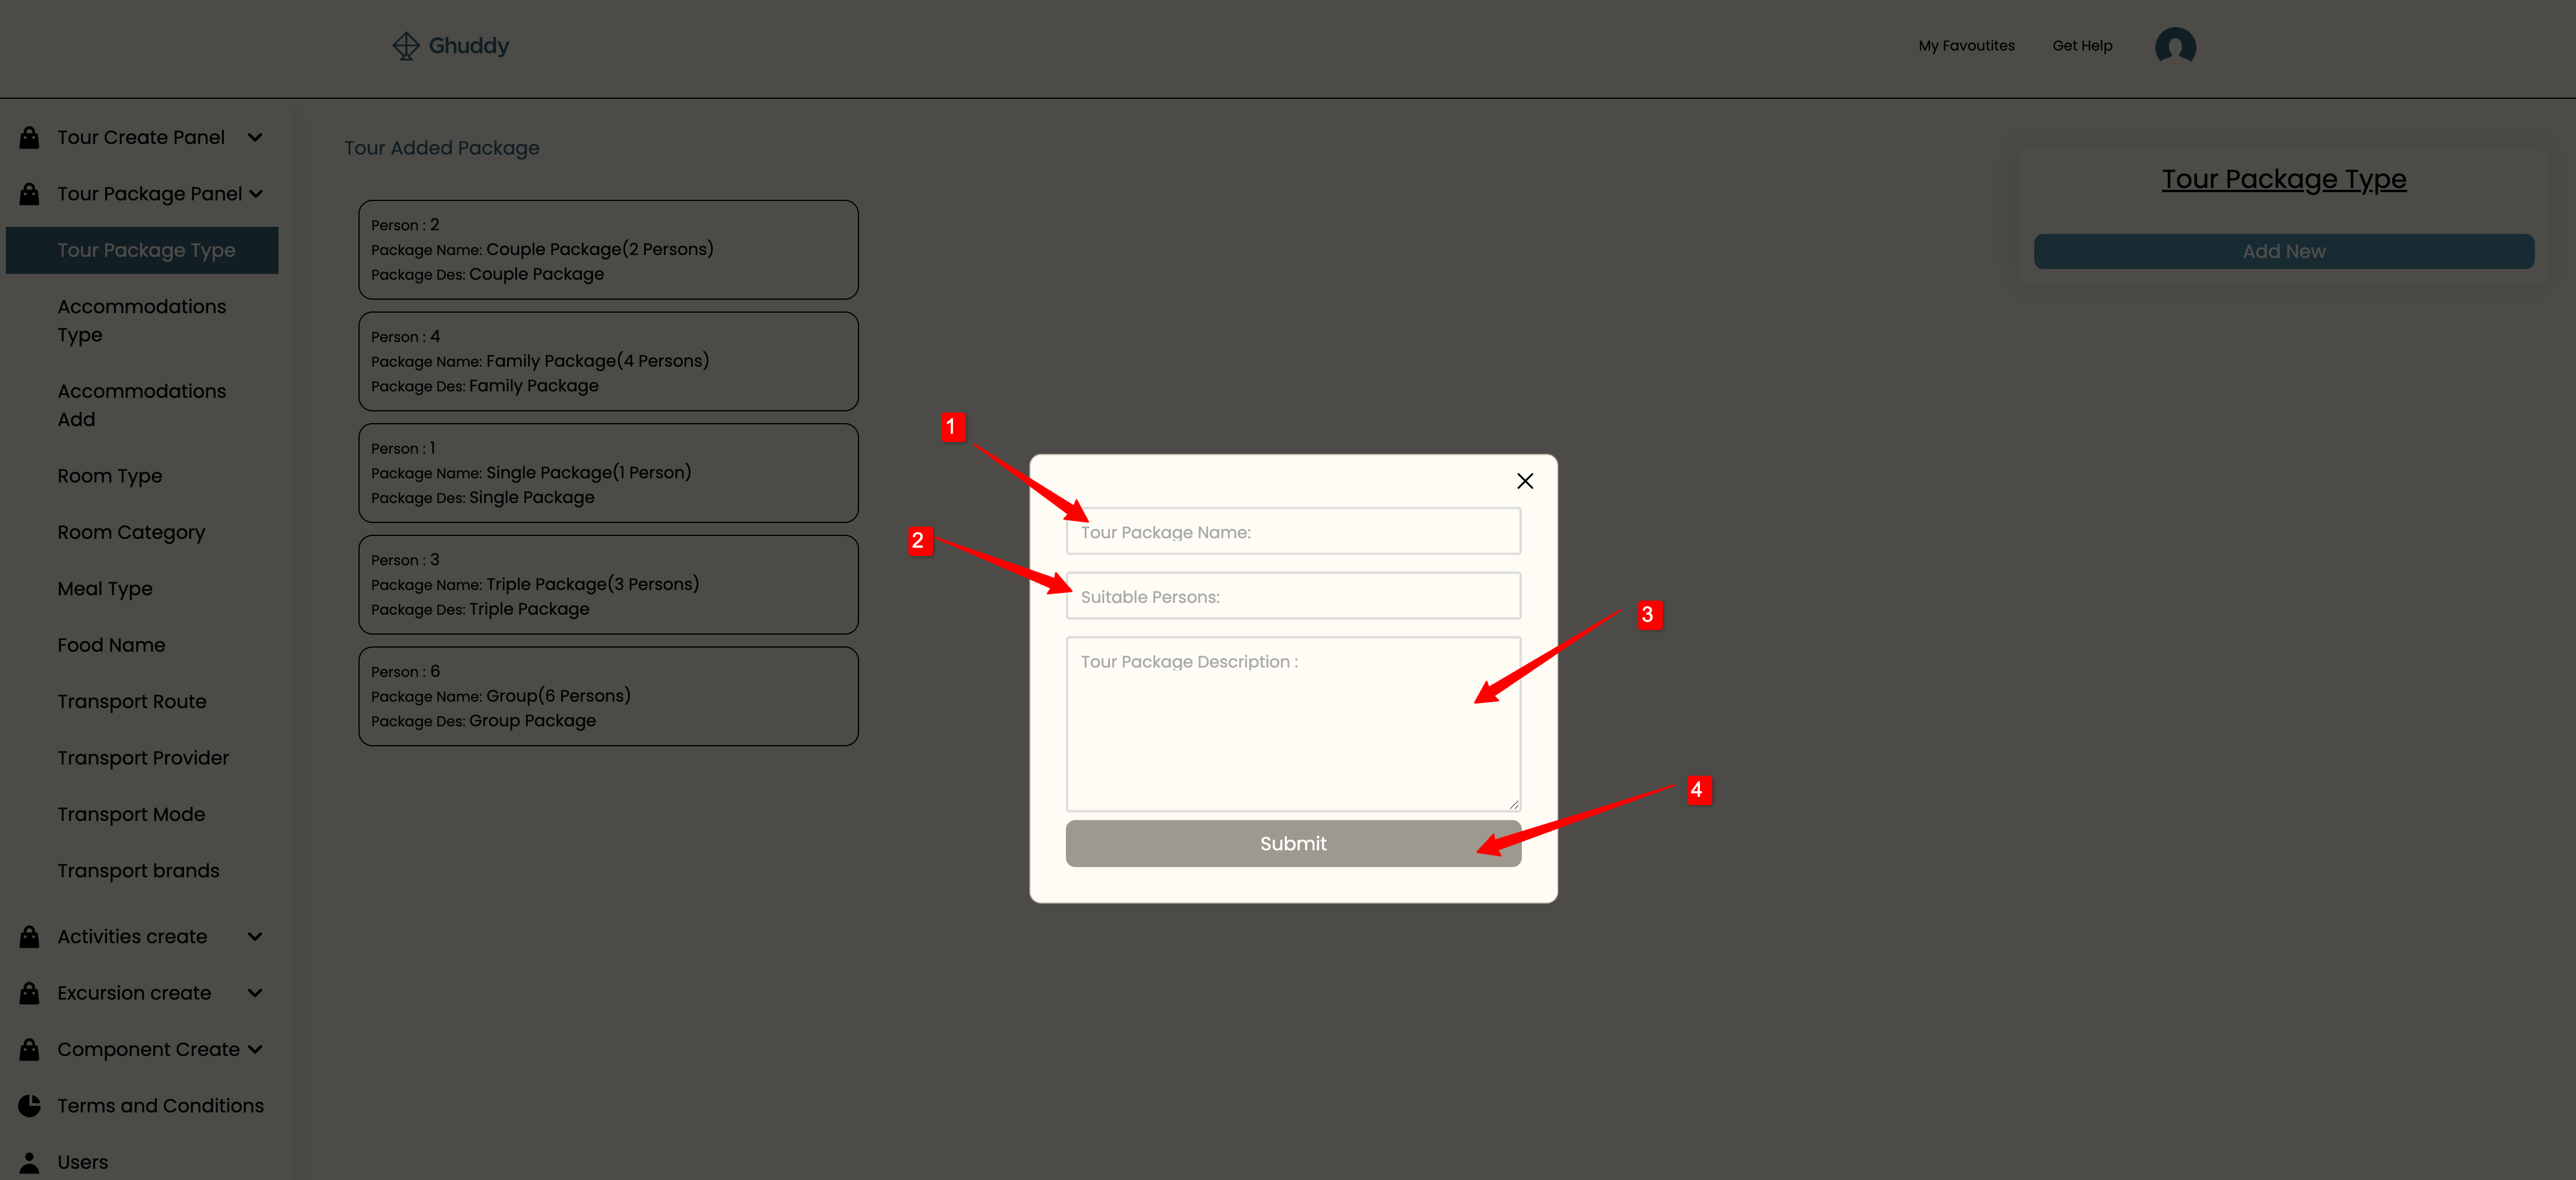 Ghuddy
My Favoutites
Get Help
Tour Create Panel
Tour Package Panel
Tour Package Type
Accommodations
Type
Accommodations
Add
Room Type
Room Category
Meal Type
Food Name
Transport Route
Transport Provider
Transport Mode
Transport brands
Activities create
Excursion create
Component Create
Terms and Conditions
Users
Tour Added Package
Person : 2
Package Name: Couple Package(2 Persons)
Package Des: Couple Package
Person : 4
Package Name: Family Package(4 Persons)
Package Des: Family Package
Person : 1
Package Name: Single Package(1 Person)
Package Des: Single Package
Person : 3
Package Name: Triple Package(3 Persons)
Package Des: Triple Package
Person : 6
Package Name: Group(6 Persons)
Package Des: Group Package
1
Tour Package Name:
2
Suitable Persons:
3
Tour Package Description :
4
Submit
Tour Package Type
Add New